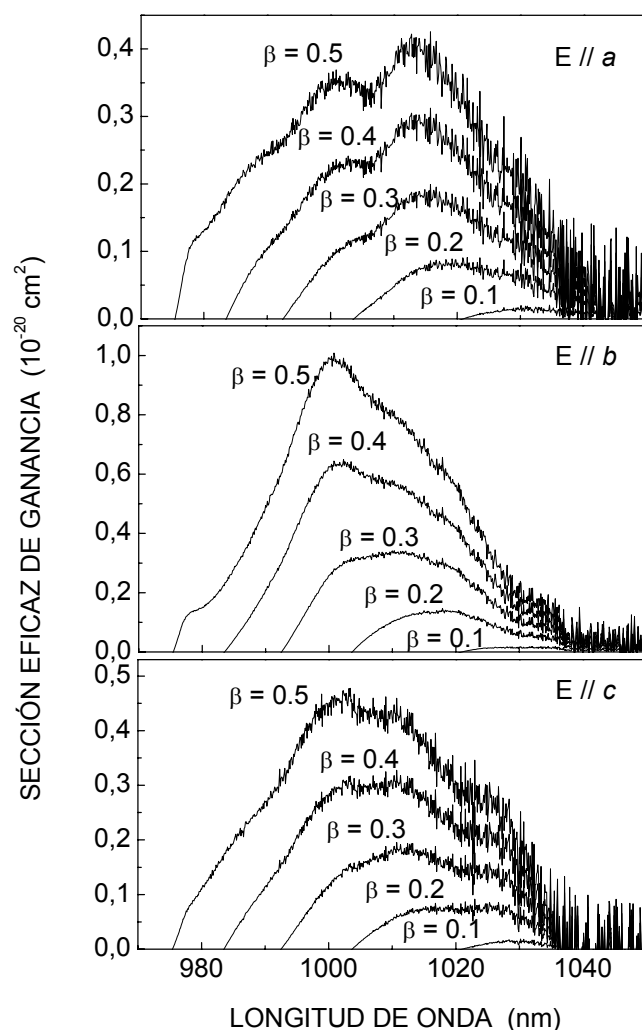 SECCIÓN EFICAZ DE GANANCIA (10⁻²⁰ cm²)
E // a
0,4
0,3
0,2
0,1
0,0
β = 0.5
β = 0.4
β = 0.3
β = 0.2
β = 0.1
E // b
1,0
0,8
0,6
0,4
0,2
0,0
β = 0.5
β = 0.4
β = 0.3
β = 0.2
β = 0.1
E // c
0,5
0,4
0,3
0,2
0,1
0,0
β = 0.5
β = 0.4
β = 0.3
β = 0.2
β = 0.1
980 1000 1020 1040
LONGITUD DE ONDA (nm)